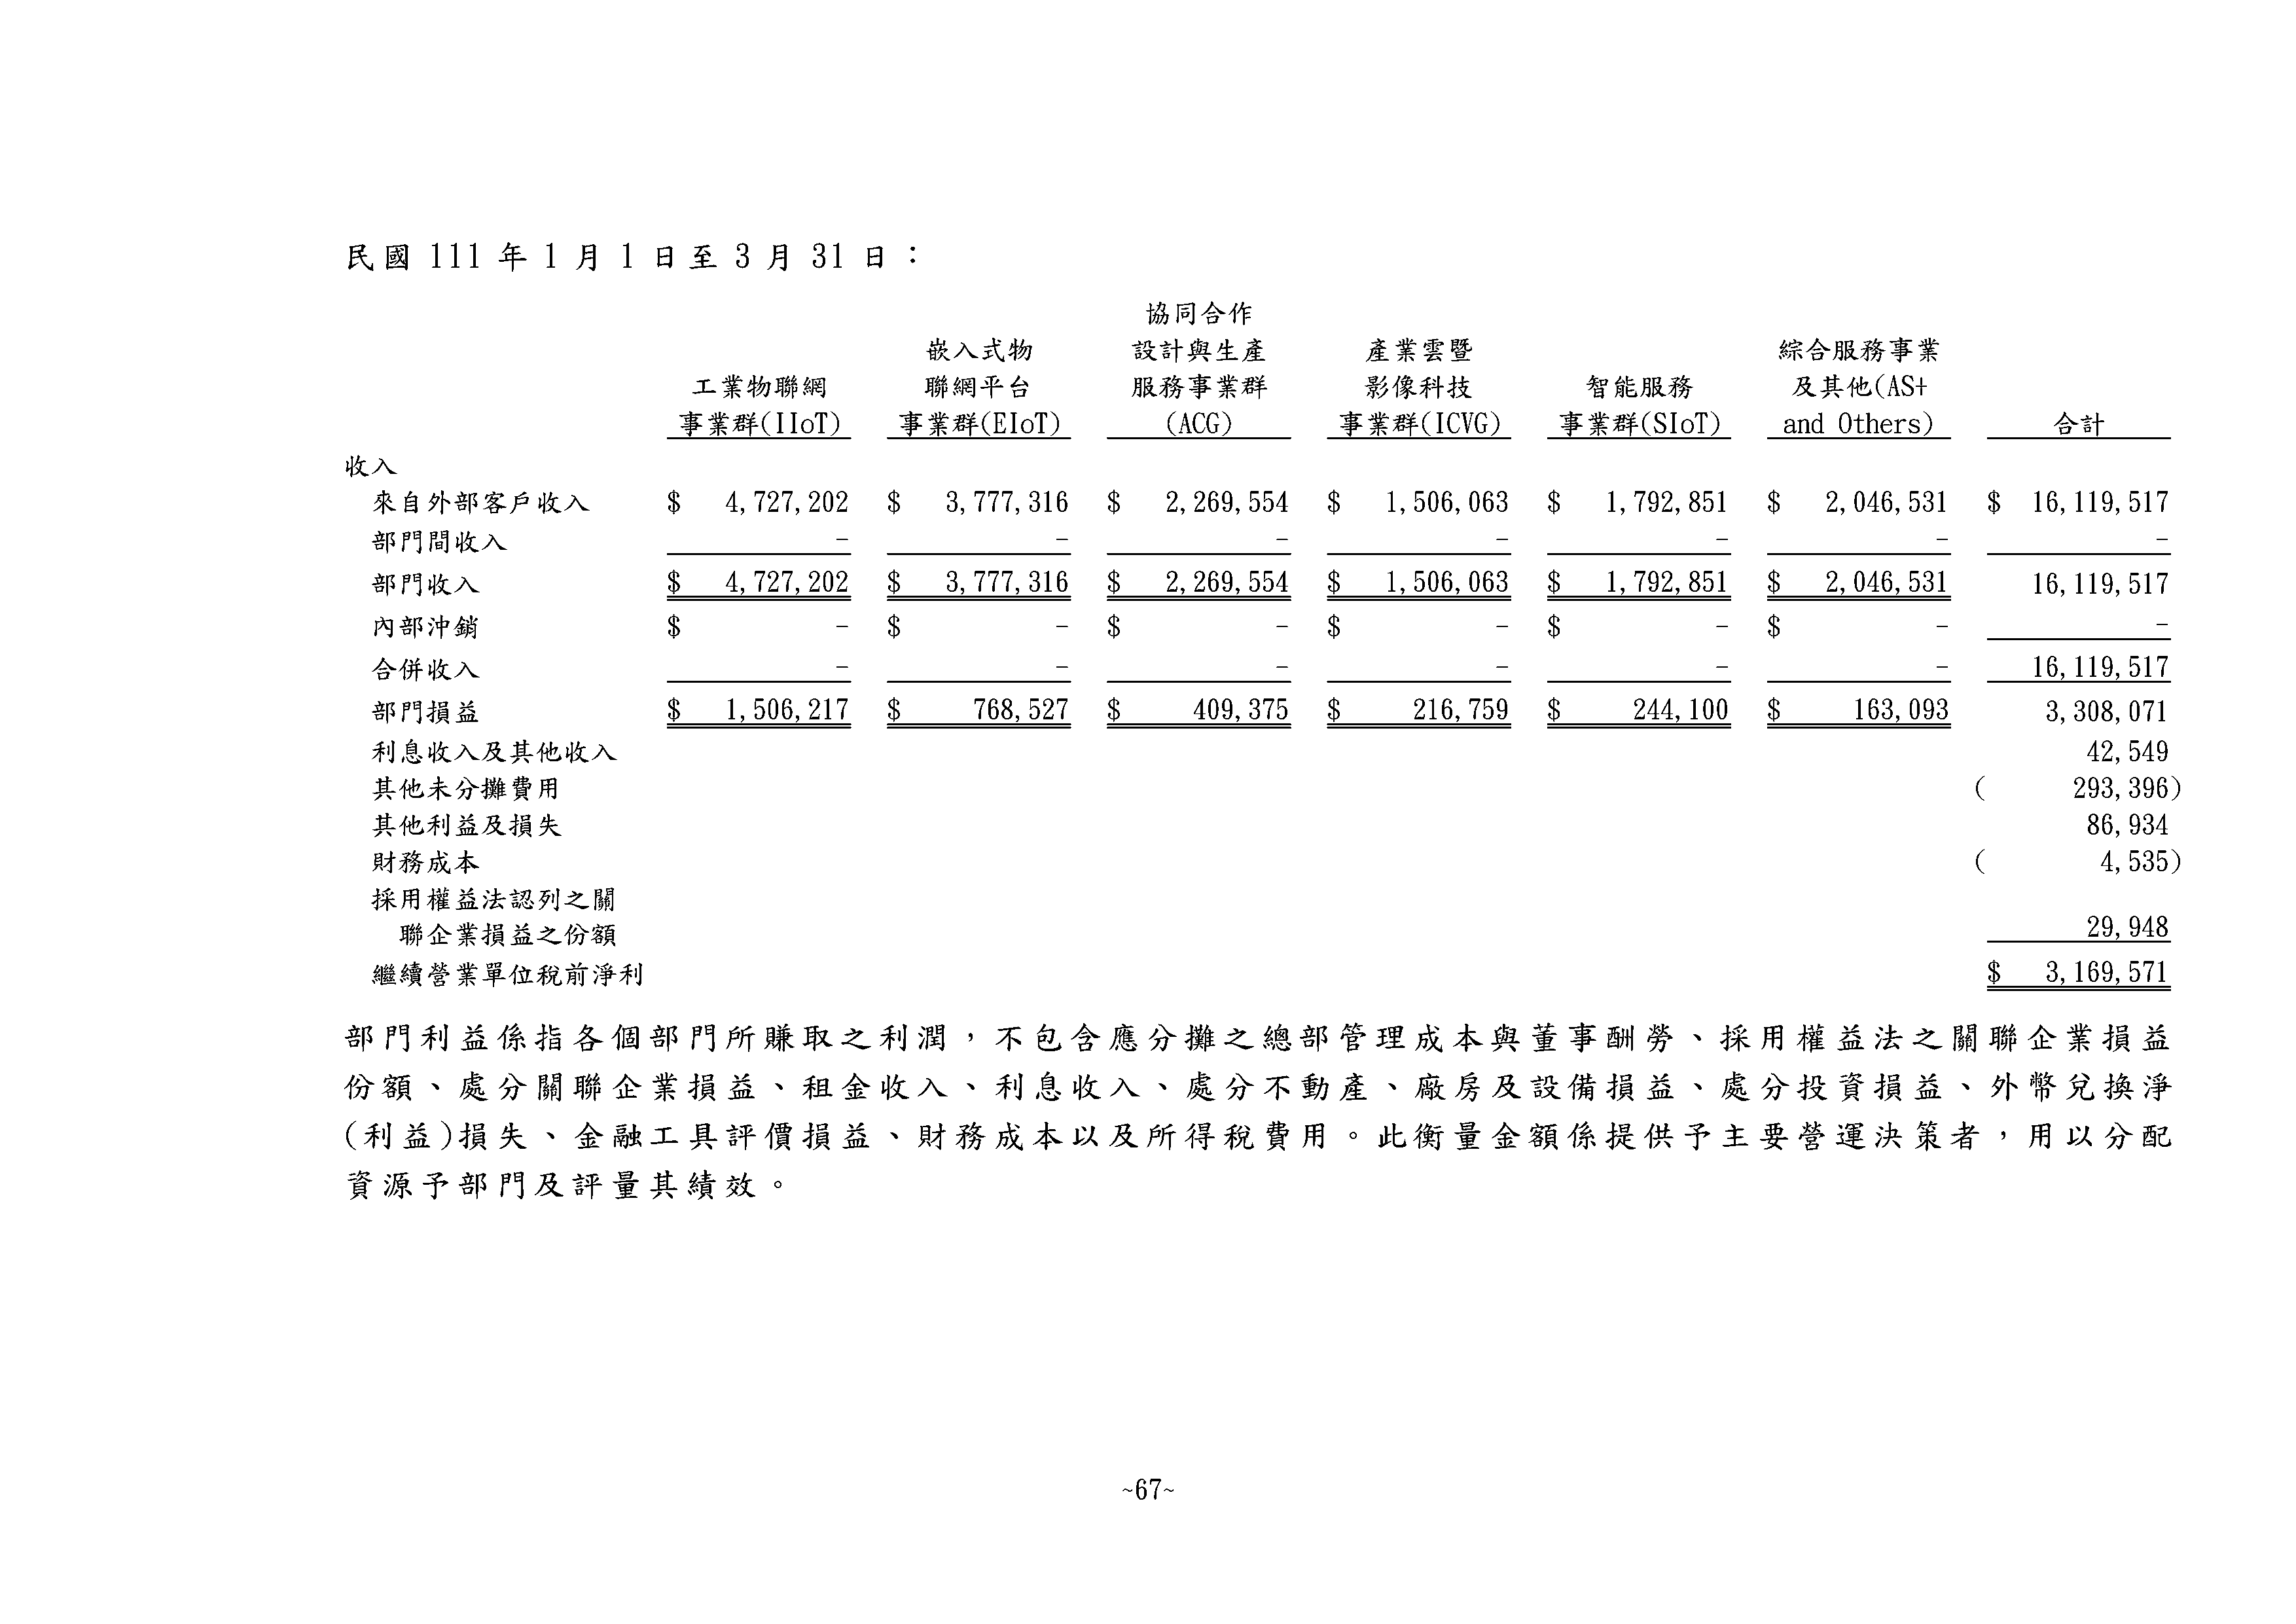 民國 111 年 1 月 1 日至 3 月 31 日：
協同合作
嵌入式物 設計與生產 產業雲暨 綜合服務事業
工業物聯網 聯網平台 服務事業群 影像科技 智能服務 及其他(AS+
事業群(IIoT) 事業群(EIoT) (ACG) 事業群(ICVG) 事業群(SIoT) and Others) 合計
收入
來自外部客戶收入 $ 4,727,202 $ 3,777,316 $ 2,269,554 $ 1,506,063 $ 1,792,851 $ 2,046,531 $ 16,119,517
部門間收入 - - - - - - -
部門收入 $ 4,727,202 $ 3,777,316 $ 2,269,554 $ 1,506,063 $ 1,792,851 $ 2,046,531 16,119,517
內部沖銷 $ - $ - $ - $ - $ - $ - -
合併收入 - - - - - - 16,119,517
部門損益 $ 1,506,217 $ 768,527 $ 409,375 $ 216,759 $ 244,100 $ 163,093 3,308,071
利息收入及其他收入 42,549
其他未分攤費用 ( 293,396)
其他利益及損失 86,934
財務成本 ( 4,535)
採用權益法認列之關
聯企業損益之份額 29,948
繼續營業單位稅前淨利 $ 3,169,571
部門利益係指各個部門所賺取之利潤，不包含應分攤之總部管理成本與董事酬勞、採用權益法之關聯企業損益
份額、處分關聯企業損益、租金收入、利息收入、處分不動產、廠房及設備損益、處分投資損益、外幣兌換淨
(利益)損失、金融工具評價損益、財務成本以及所得稅費用。此衡量金額係提供予主要營運決策者，用以分配
資源予部門及評量其績效。
~67~